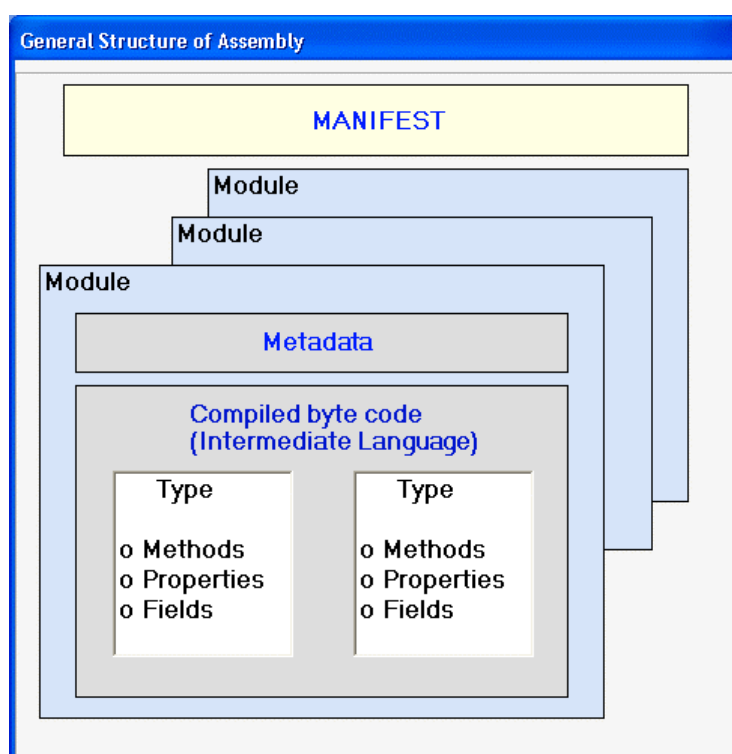 General Structure of Assembly
MANIFEST
Module
Module
Module
Metadata
Compiled byte code
(Intermediate Language)
Type
o Methods
o Properties
o Fields
Type
o Methods
o Properties
o Fields